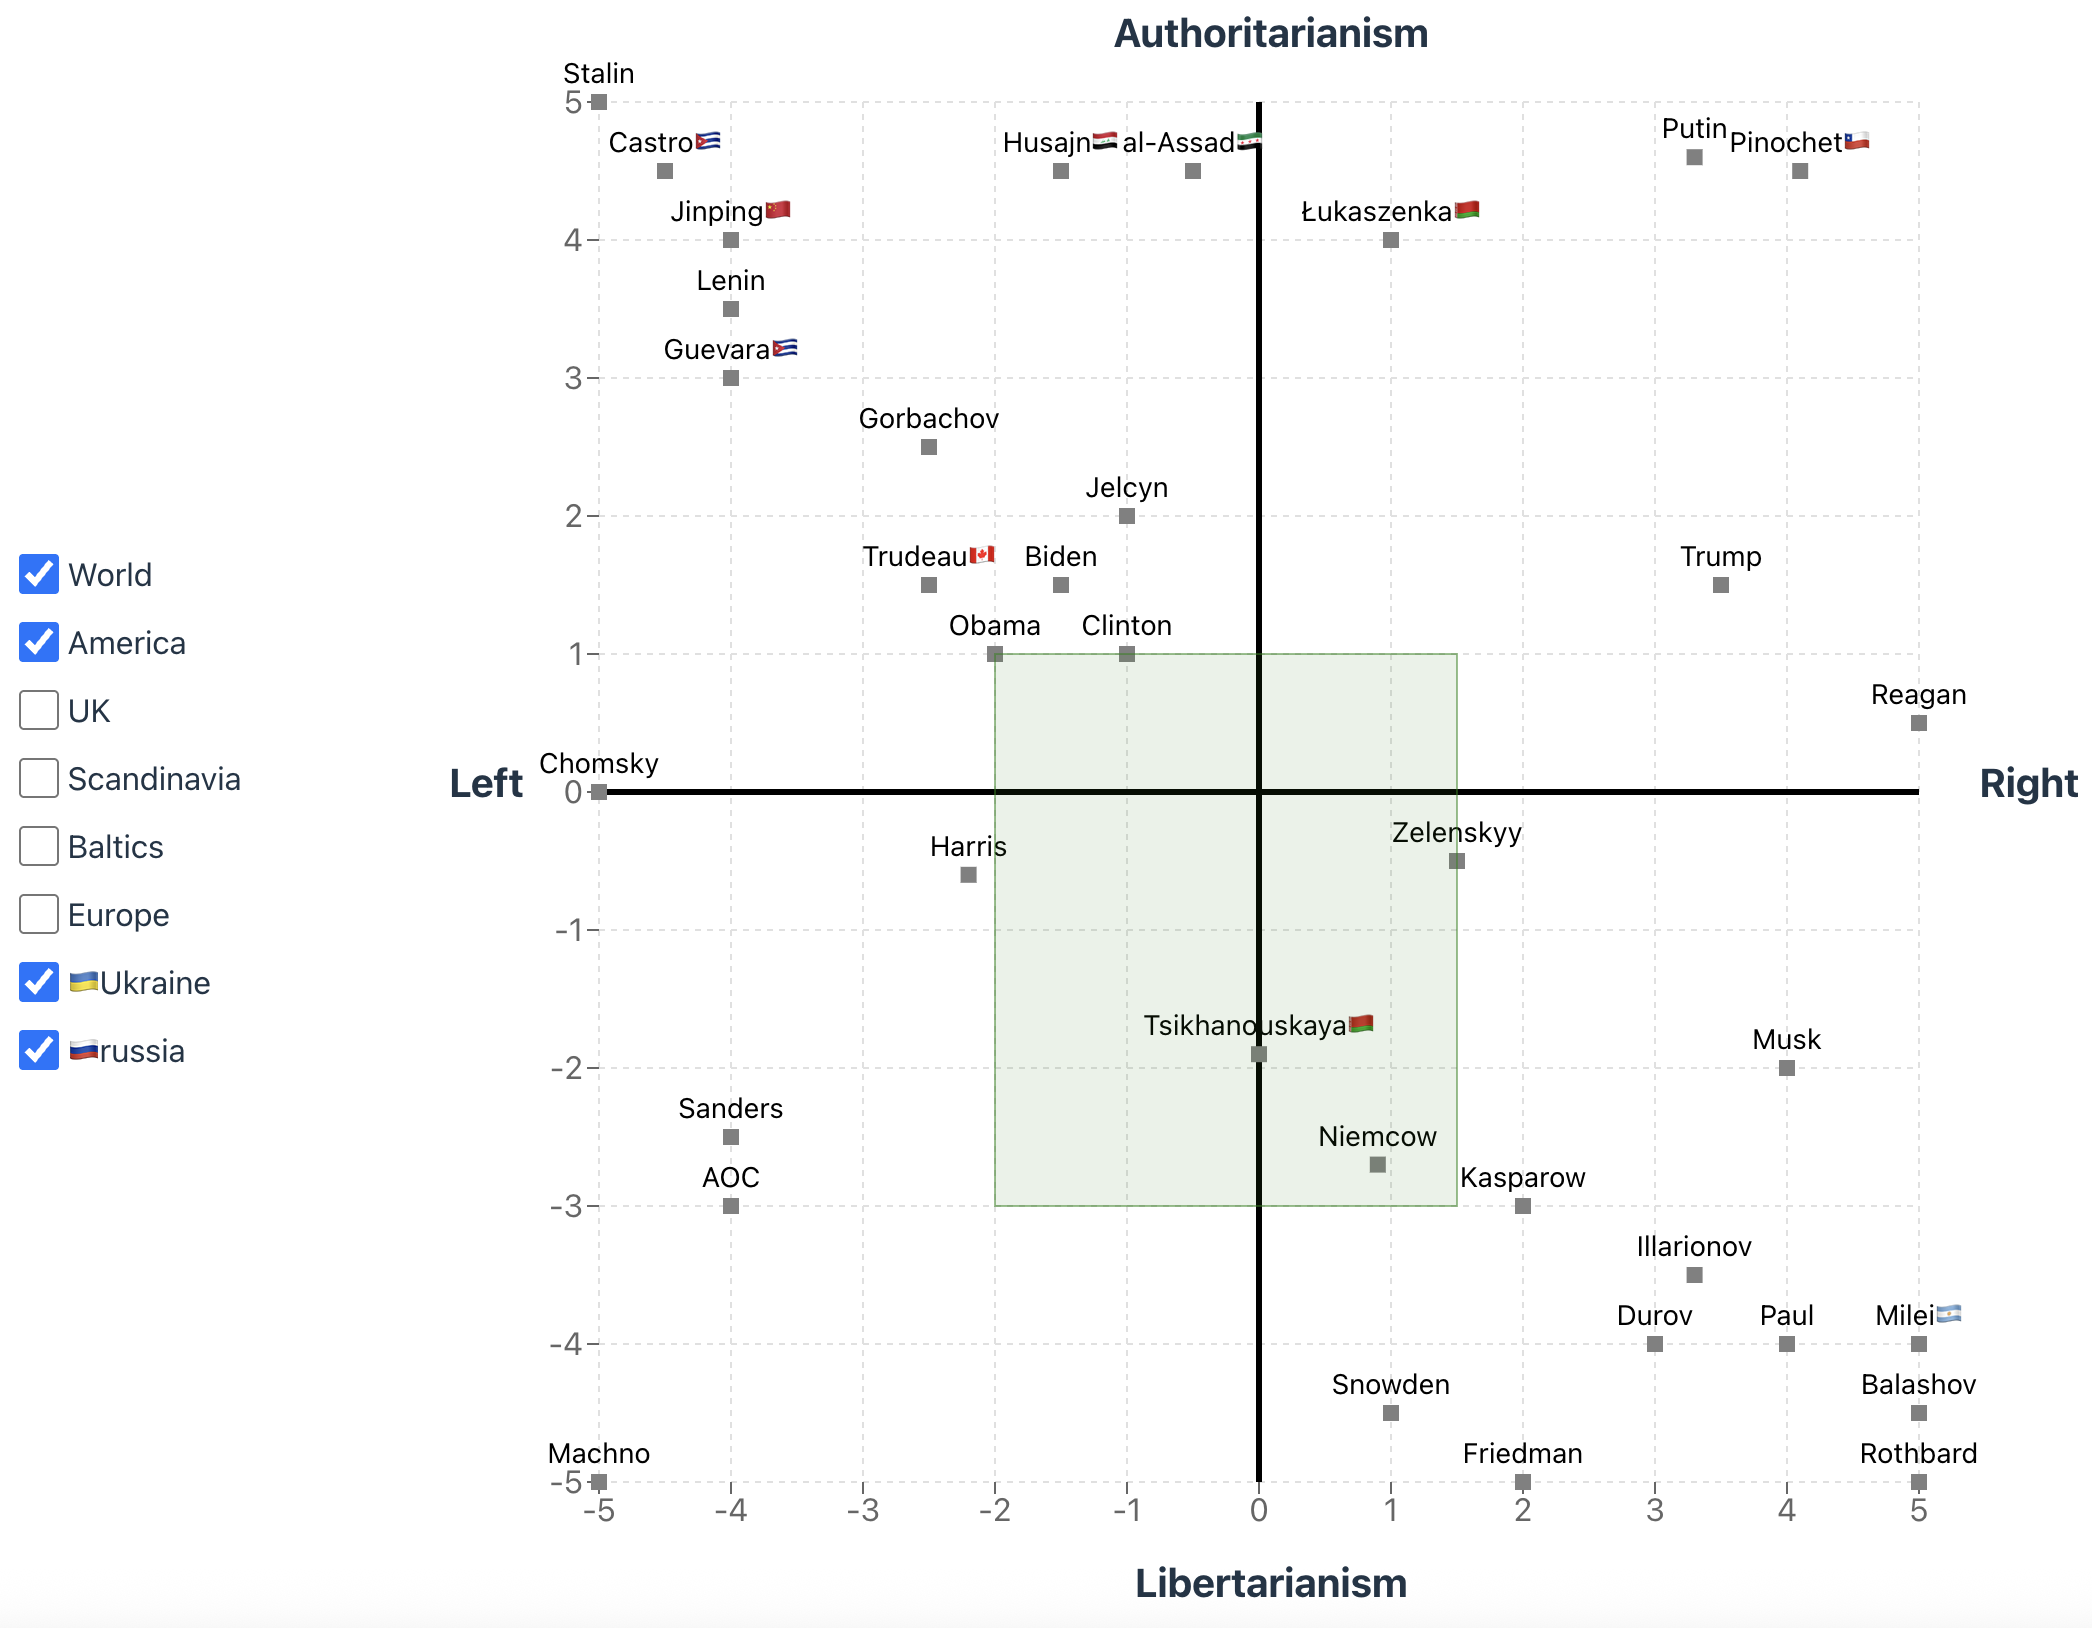 Authoritarianism
Stalin
5
Castro🇨🇺
Husajn🇮🇶
al-Assad🇸🇾
Putin
Pinochet🇨🇱
Jinping🇨🇳
Łukaszenka🇧🇾
4
Lenin
Guevara🇨🇺
3
Gorbachov
Jelcyn
2
Trudeau🇨🇦
Biden
Trump
World
Obama
Clinton
America
1
Reagan
UK
Chomsky
Left
0
Right
Scandinavia
Zelenskyy
Harris
Baltics
Europe
-1
🇺🇦Ukraine
Tsikhanouskaya🇧🇾
Musk
🇷🇺russia
-2
Sanders
Niemcow
AOC
Kasparow
-3
Illarionov
Durov
Paul
Milei🇦🇷
-4
Snowden
Balashov
Machno
Friedman
Rothbard
-5
-5
-4
-3
-2
-1
0
1
2
3
4
5
Libertarianism